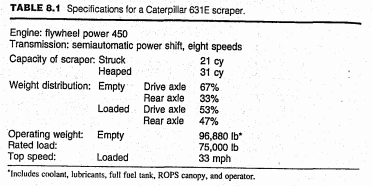 TABLE 8.1 Specifications for a Caterpillar 631E scraper.
Engine: flywheel power 450
Transmission: semiautomatic power shift, eight speeds
Capacity of scraper: Struck 21 cy
Heaped 31 cy
Weight distribution: Empty Drive axle 67%
Rear axle 33%
Loaded Drive axle 53%
Rear axle 47%
Operating weight: Empty 96,880 lb*
Rated load: 75,000 lb
Top speed: Loaded 33 mph
*Includes coolant, lubricants, full fuel tank, ROPS canopy, and operator.